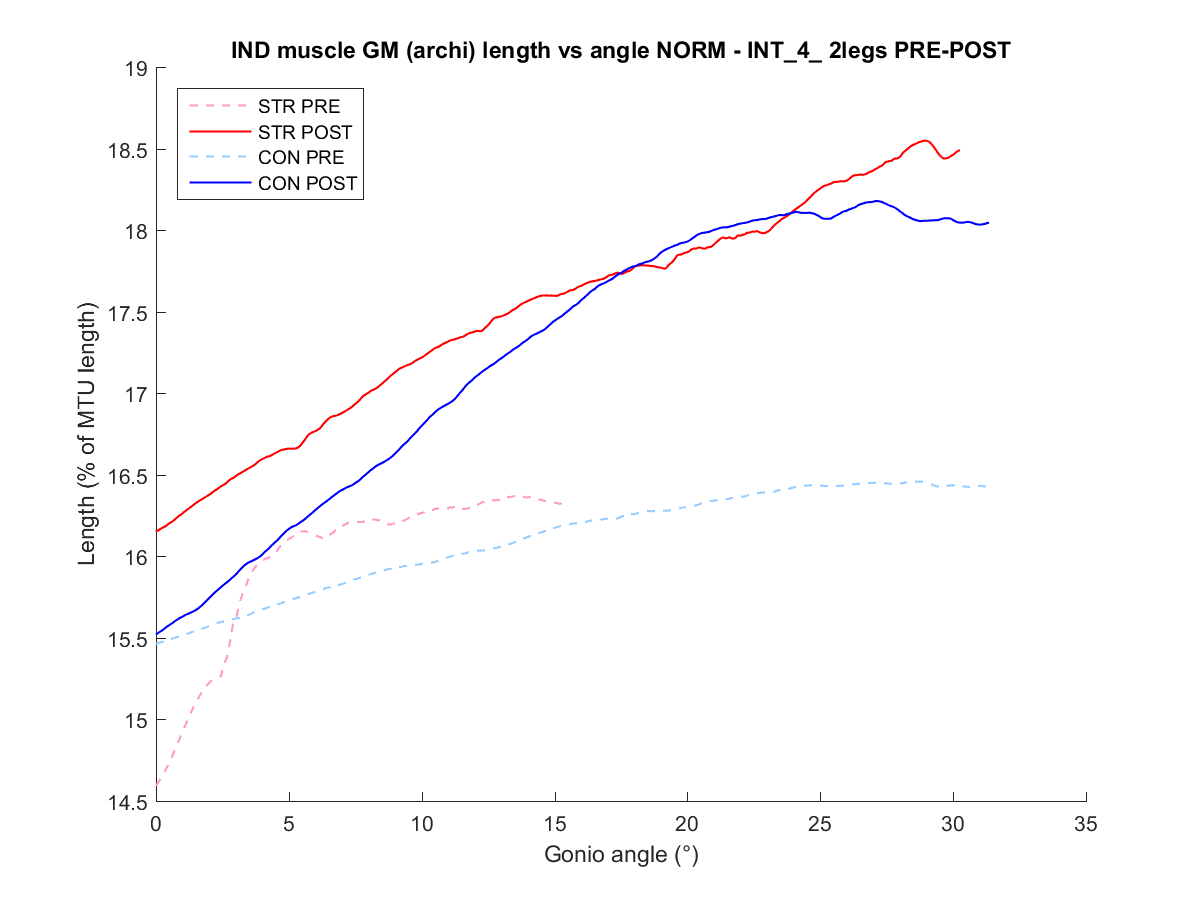 IND muscle GM (archi) length vs angle NORM - INT_4_ 2legs PRE-POST
STR PRE
STR POST
CON PRE
CON POST
Length (% of MTU length)
19
18.5
18
17.5
17
16.5
16
15.5
15
14.5
0 5 10 15 20 25 30 35
Gonio angle (°)